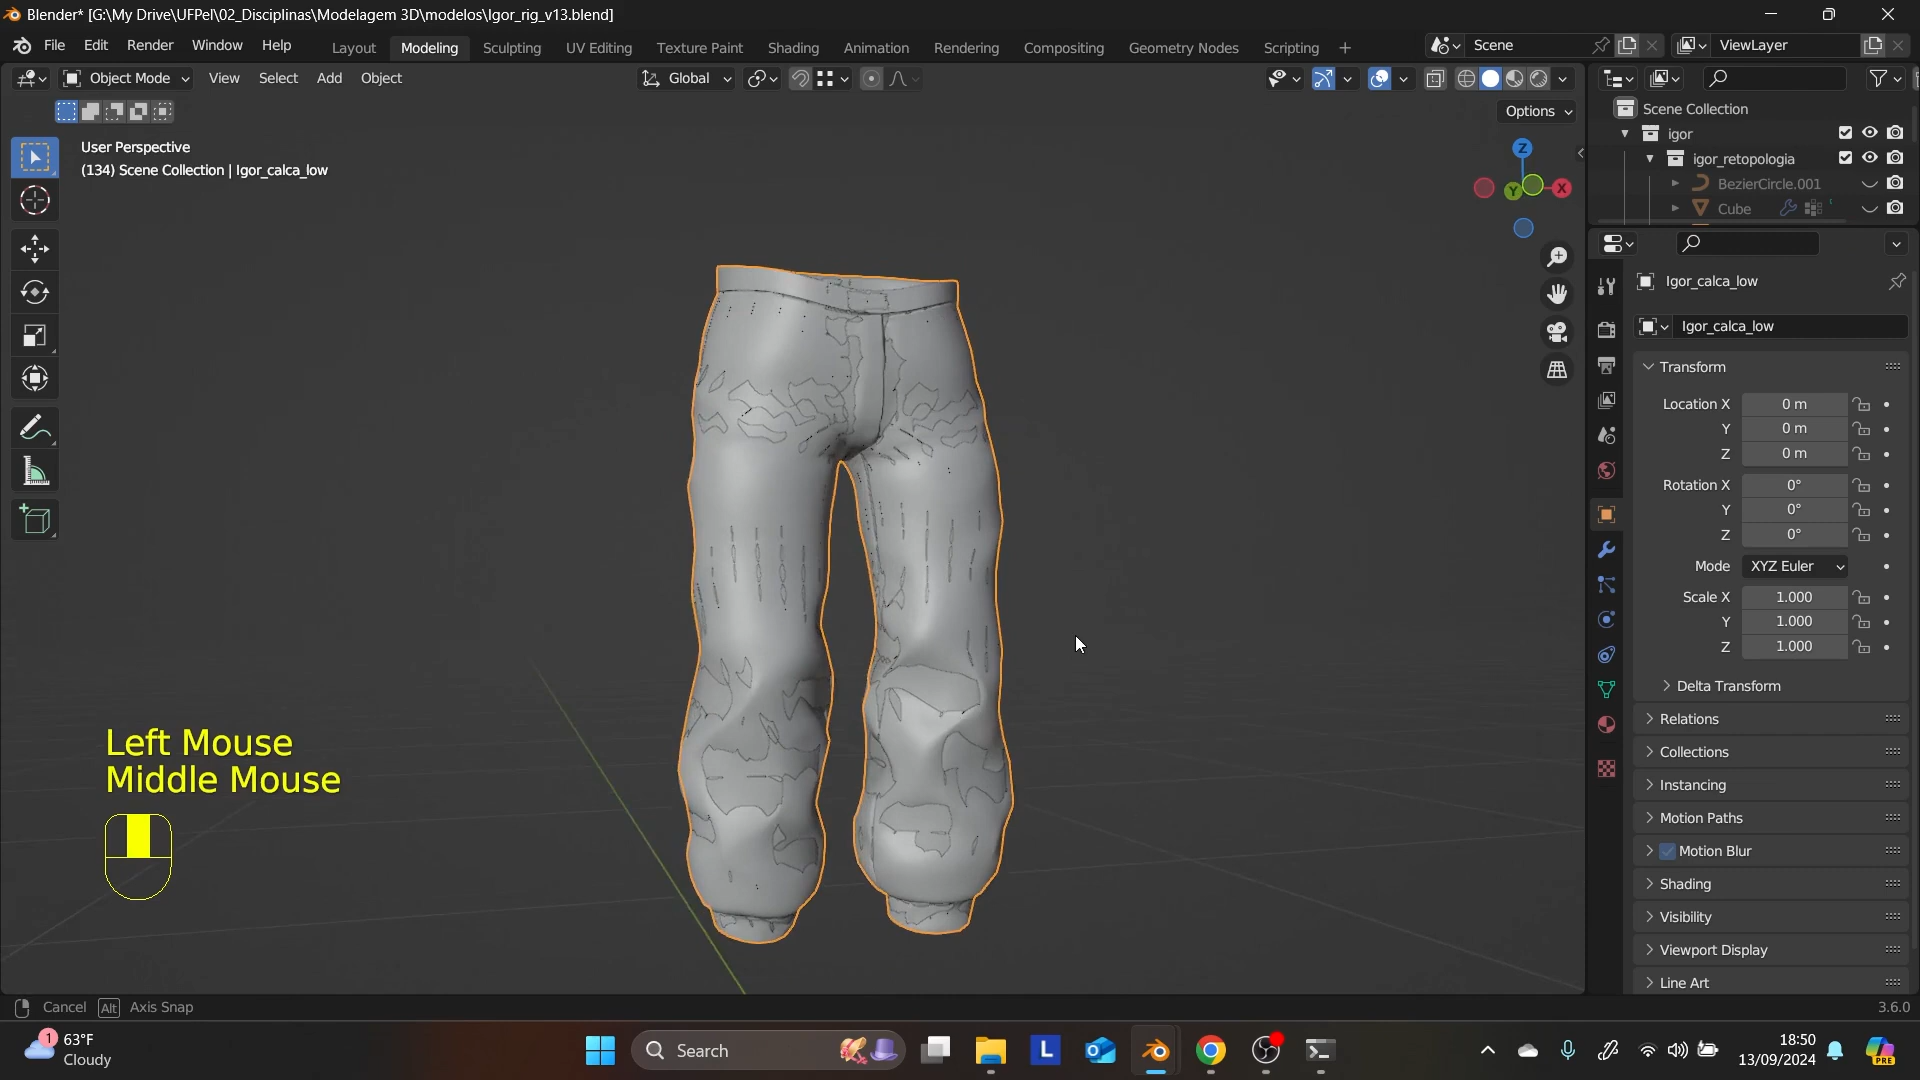 Blender* [G:\My Drive\UFPel\02_Disciplinas\Modelagem 3D\modelos\Igor_rig_v13.blend]
File Edit Render Window Help Layout Modeling Sculpting UV Editing Texture Paint Shading Animation Rendering Compositing Geometry Nodes Scripting + Scene ViewLayer
Object Mode View Select Add Object Global
Options
User Perspective
(134) Scene Collection | Igor_calca_low
Z
Y X
Left Mouse
Middle Mouse
Scene Collection
igor
igor_retopologia
BezierCircle.001
Cube
Igor_calca_low
Igor_calca_low
Transform
Location X 0 m
Y 0 m
Z 0 m
Rotation X 0°
Y 0°
Z 0°
Mode XYZ Euler
Scale X 1.000
Y 1.000
Z 1.000
Delta Transform
Relations
Collections
Instancing
Motion Paths
Motion Blur
Shading
Visibility
Viewport Display
Line Art
Cancel Alt Axis Snap 3.6.0
1 63°F
Cloudy
Search
L
PRE
18:50
13/09/2024